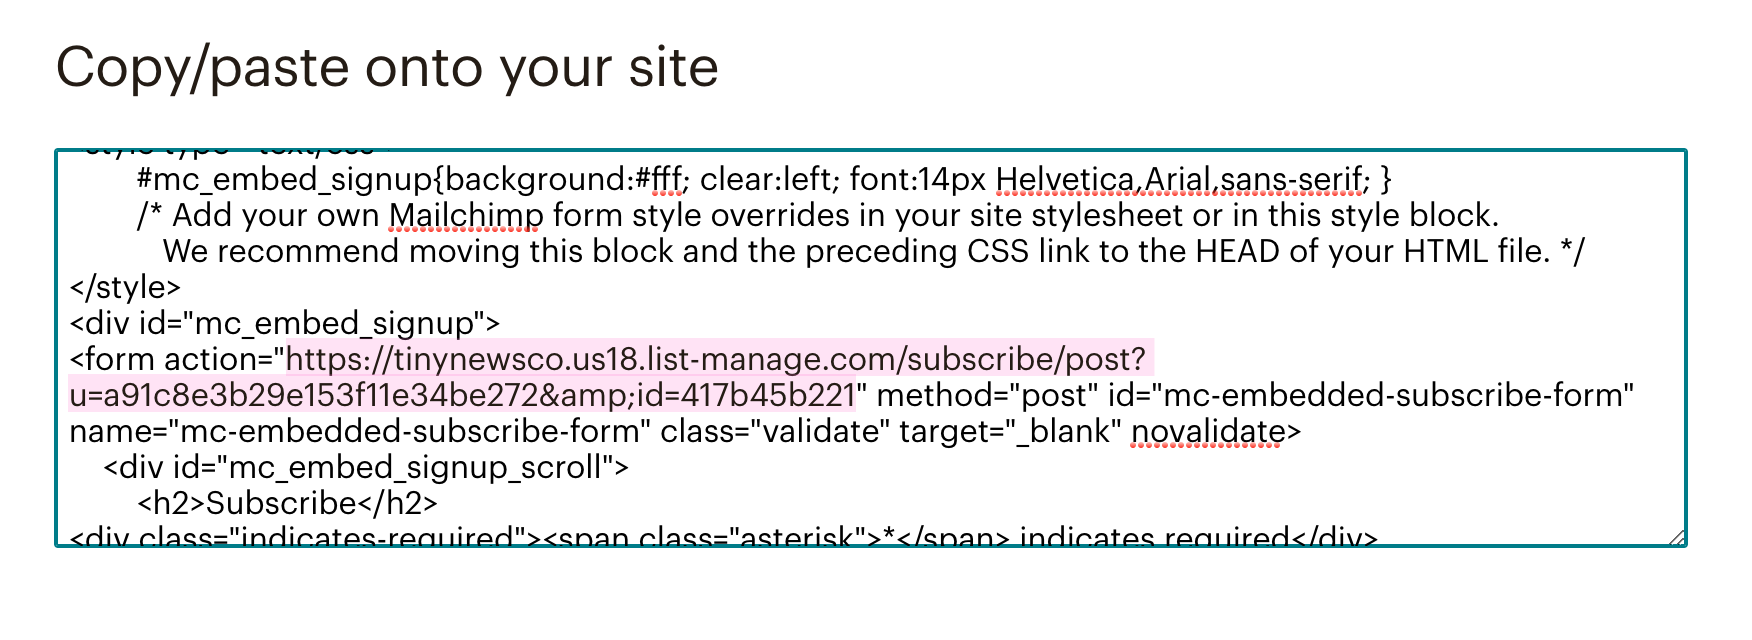 Copy/paste onto your site
<style type="text/css">
#mc_embed_signup{background:#fff; clear:left; font:14px Helvetica,Arial,sans-serif; }
/* Add your own Mailchimp form style overrides in your site stylesheet or in this style block.
We recommend moving this block and the preceding CSS link to the HEAD of your HTML file. */
</style>
<div id="mc_embed_signup">
<form action="https://tinynewsco.us18.list-manage.com/subscribe/post?
u=a91c8e3b29e153f11e34be272&amp;id=417b45b221" method="post" id="mc-embedded-subscribe-form"
name="mc-embedded-subscribe-form" class="validate" target="_blank" novalidate>
<div id="mc_embed_signup_scroll">
<h2>Subscribe</h2>
<div class="indicates-required"><span class="asterisk">*</span> indicates required</div>